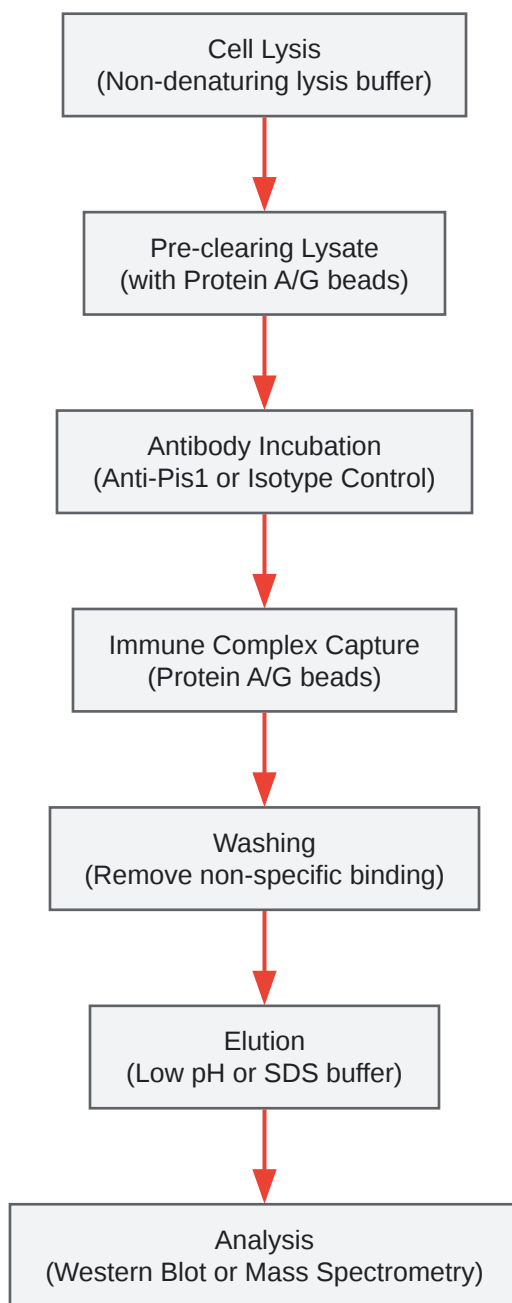 Cell Lysis
(Non-denaturing lysis buffer)
Pre-clearing Lysate
(with Protein A/G beads)
Antibody Incubation
(Anti-Pis1 or Isotype Control)
Immune Complex Capture
(Protein A/G beads)
Washing
(Remove non-specific binding)
Elution
(Low pH or SDS buffer)
Analysis
(Western Blot or Mass Spectrometry)